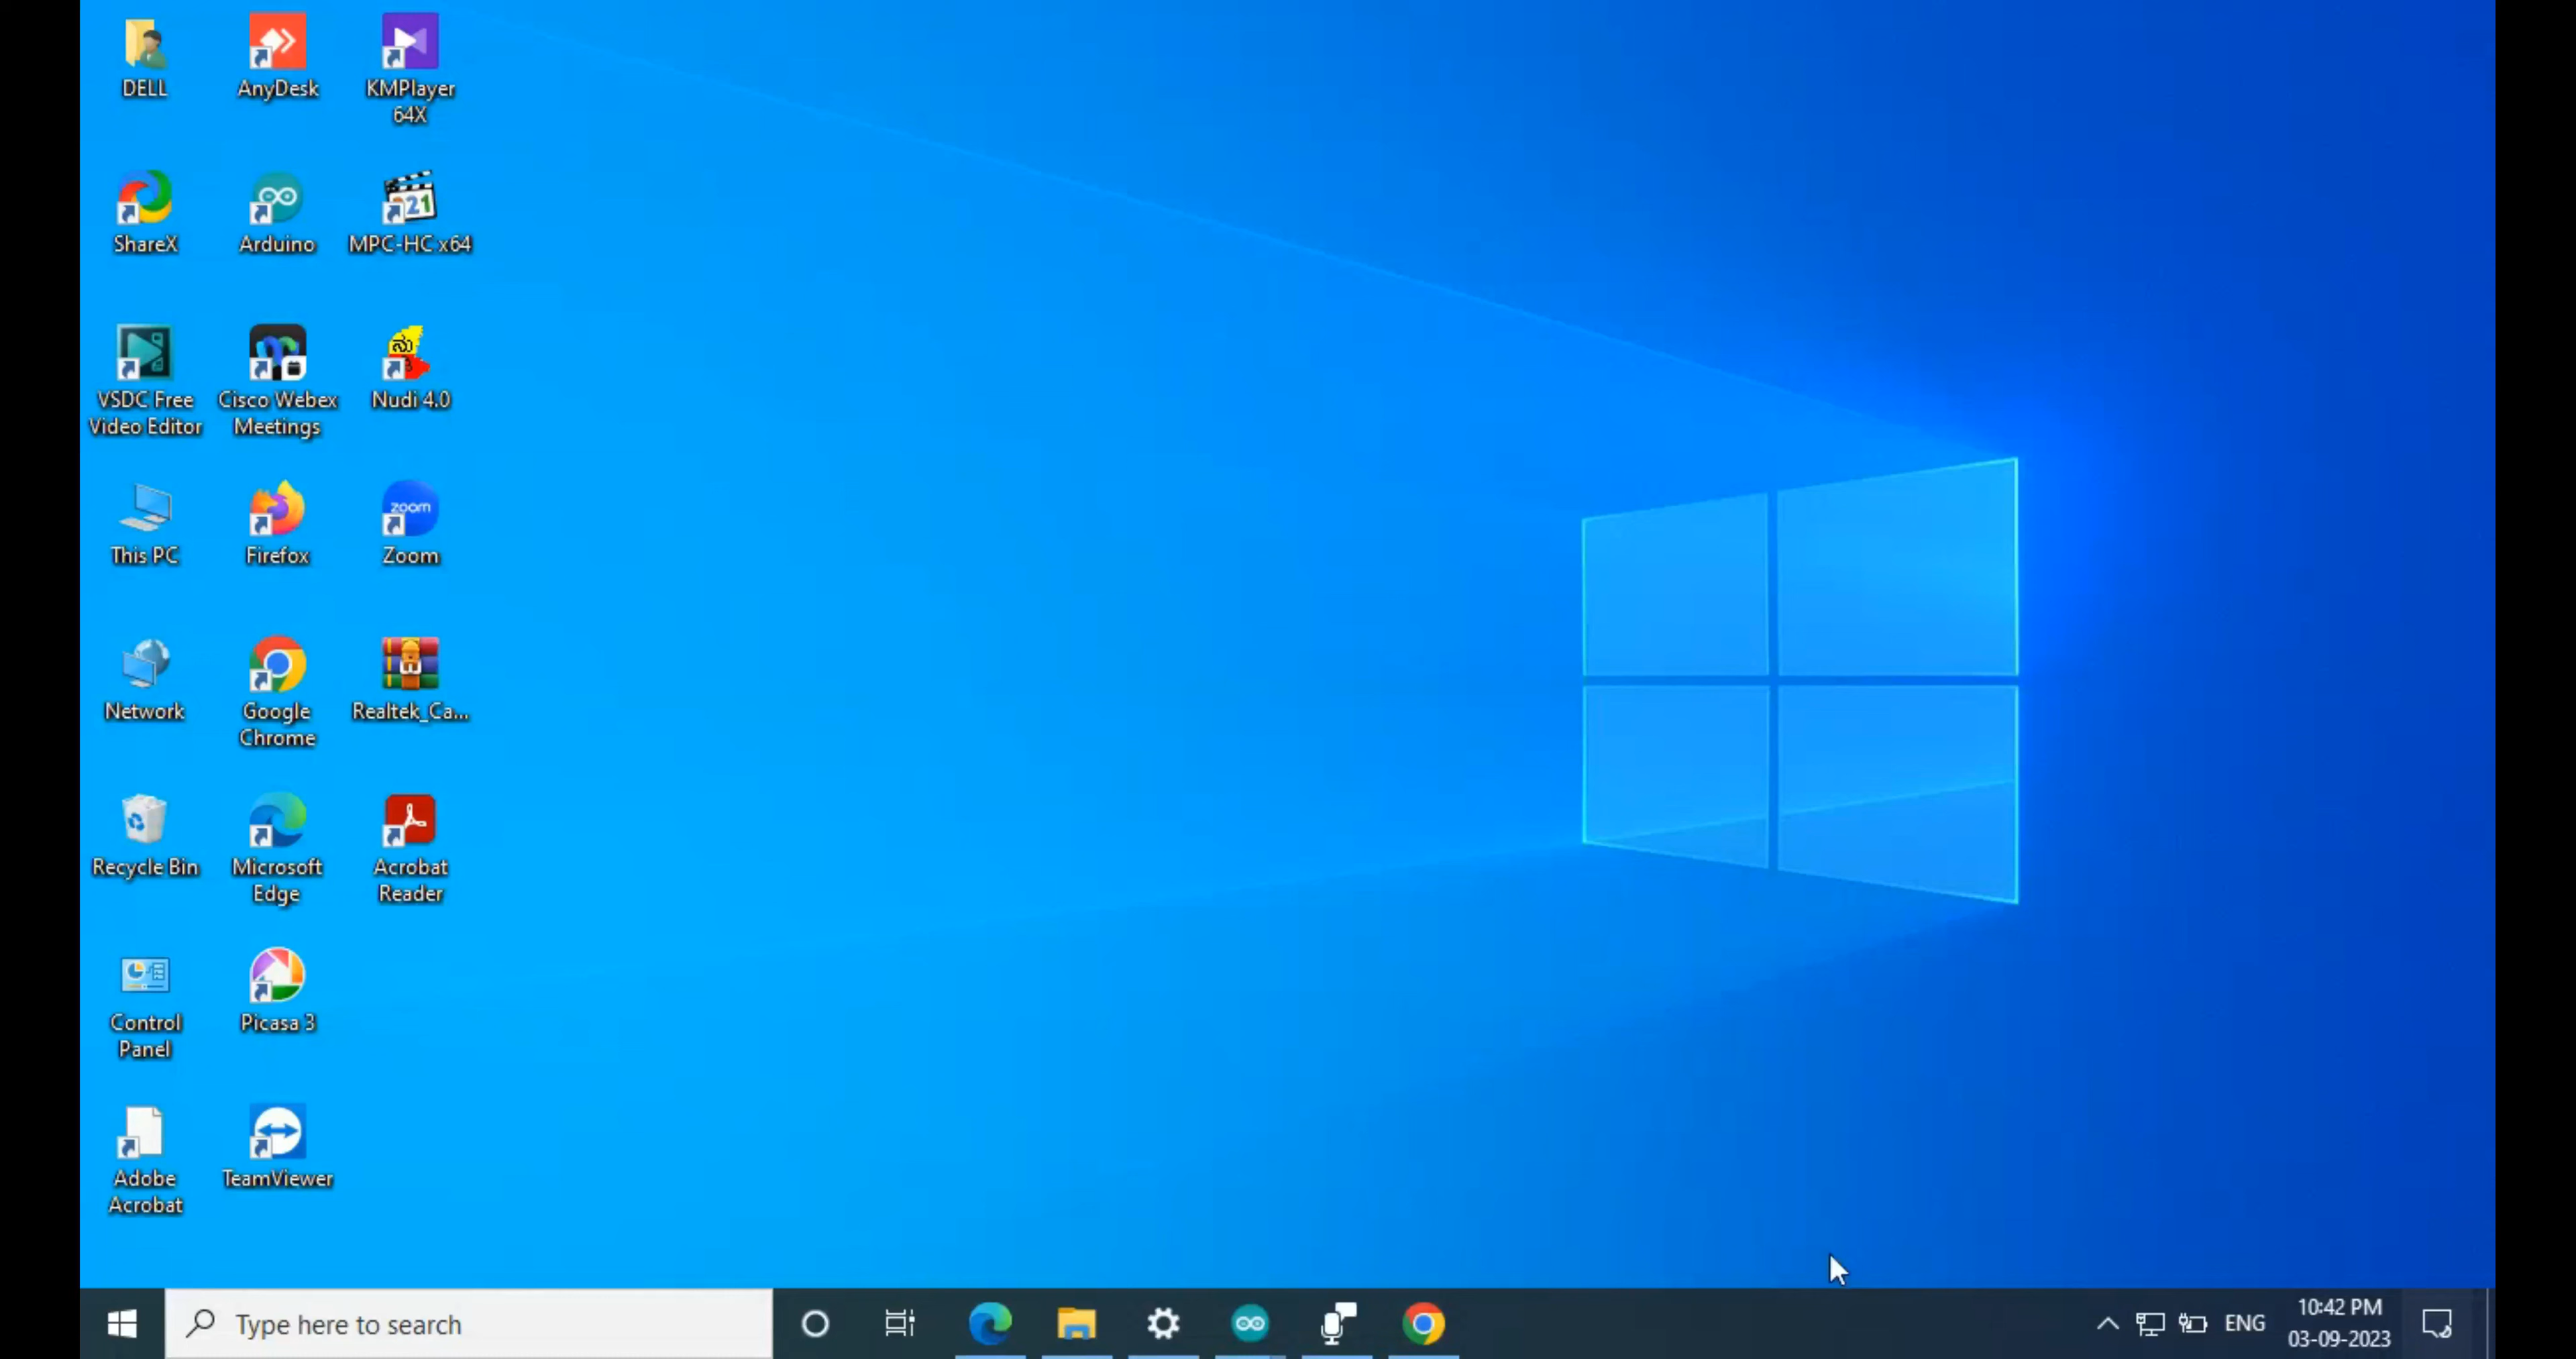 DELL
AnyDesk
KMPlayer
64X
ShareX
Arduino
MPC-HC x64
21
VSDC Free
Video Editor
Cisco Webex
Meetings
ನು
Nudi 4.0
This PC
Firefox
zoom
Zoom
Network
Google
Chrome
Realtek_Ca...
Recycle Bin
Microsoft
Edge
Acrobat
Reader
Control
Panel
Picasa 3
Adobe
Acrobat
TeamViewer
Type here to search
ENG
10:42 PM
03-09-2023